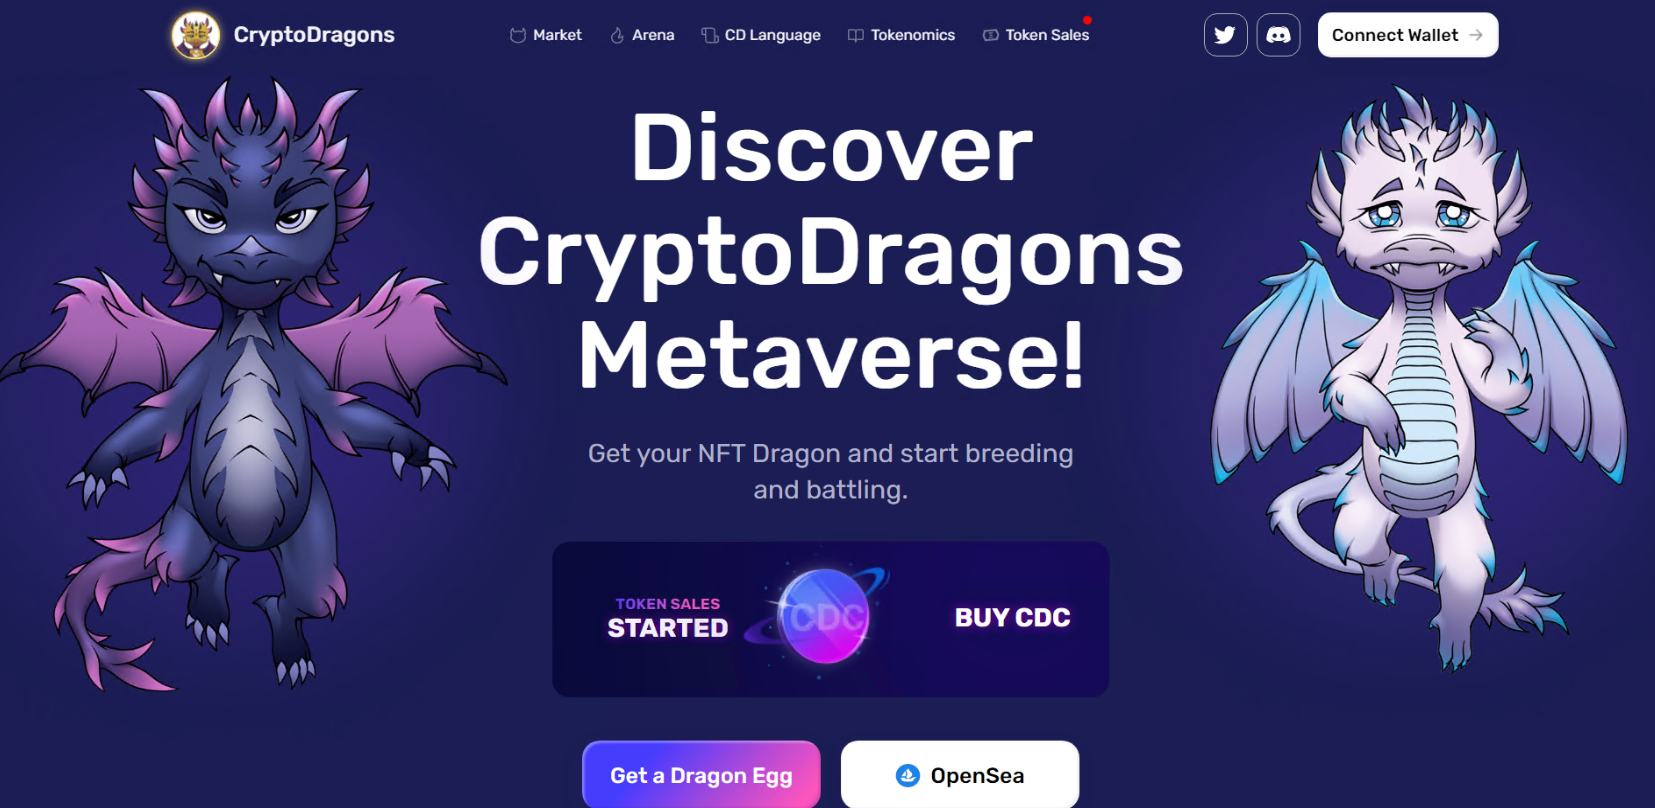 CryptoDragons
Market
Arena
CD Language
Tokenomics
Token Sales
Connect Wallet
Discover
CryptoDragons
Metaverse!
Get your NFT Dragon and start breeding
and battling.
TOKEN SALES
STARTED
CDC
BUY CDC
Get a Dragon Egg
OpenSea